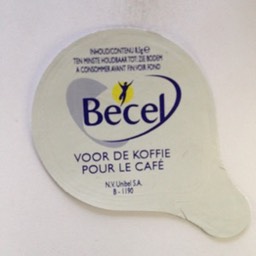 INHOUD/CONTENU 8,5g e
TEN MINSTE HOUDBAAR TOT: ZIE BODEM
A CONSOMMER AVANT FIN: VOIR FOND
Becel
VOOR DE KOFFIE
POUR LE CAFÉ
N.V. Unibel S.A.
B - 1190